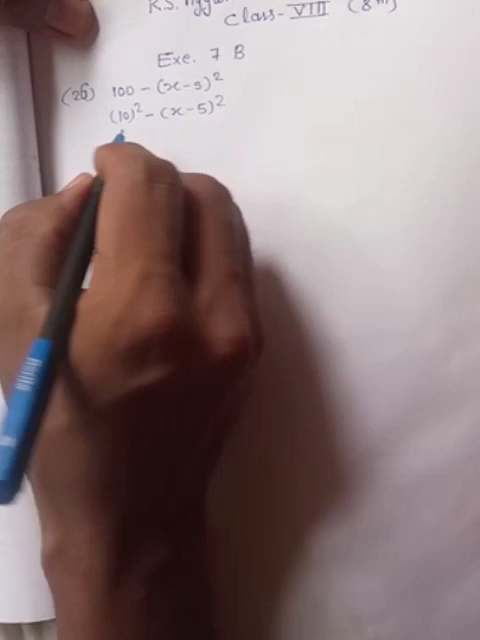 R.S.
Class- VIII (8th)
Exe. 7 B
(26) 100 - (x-5)²
(10)² - (x-5)²